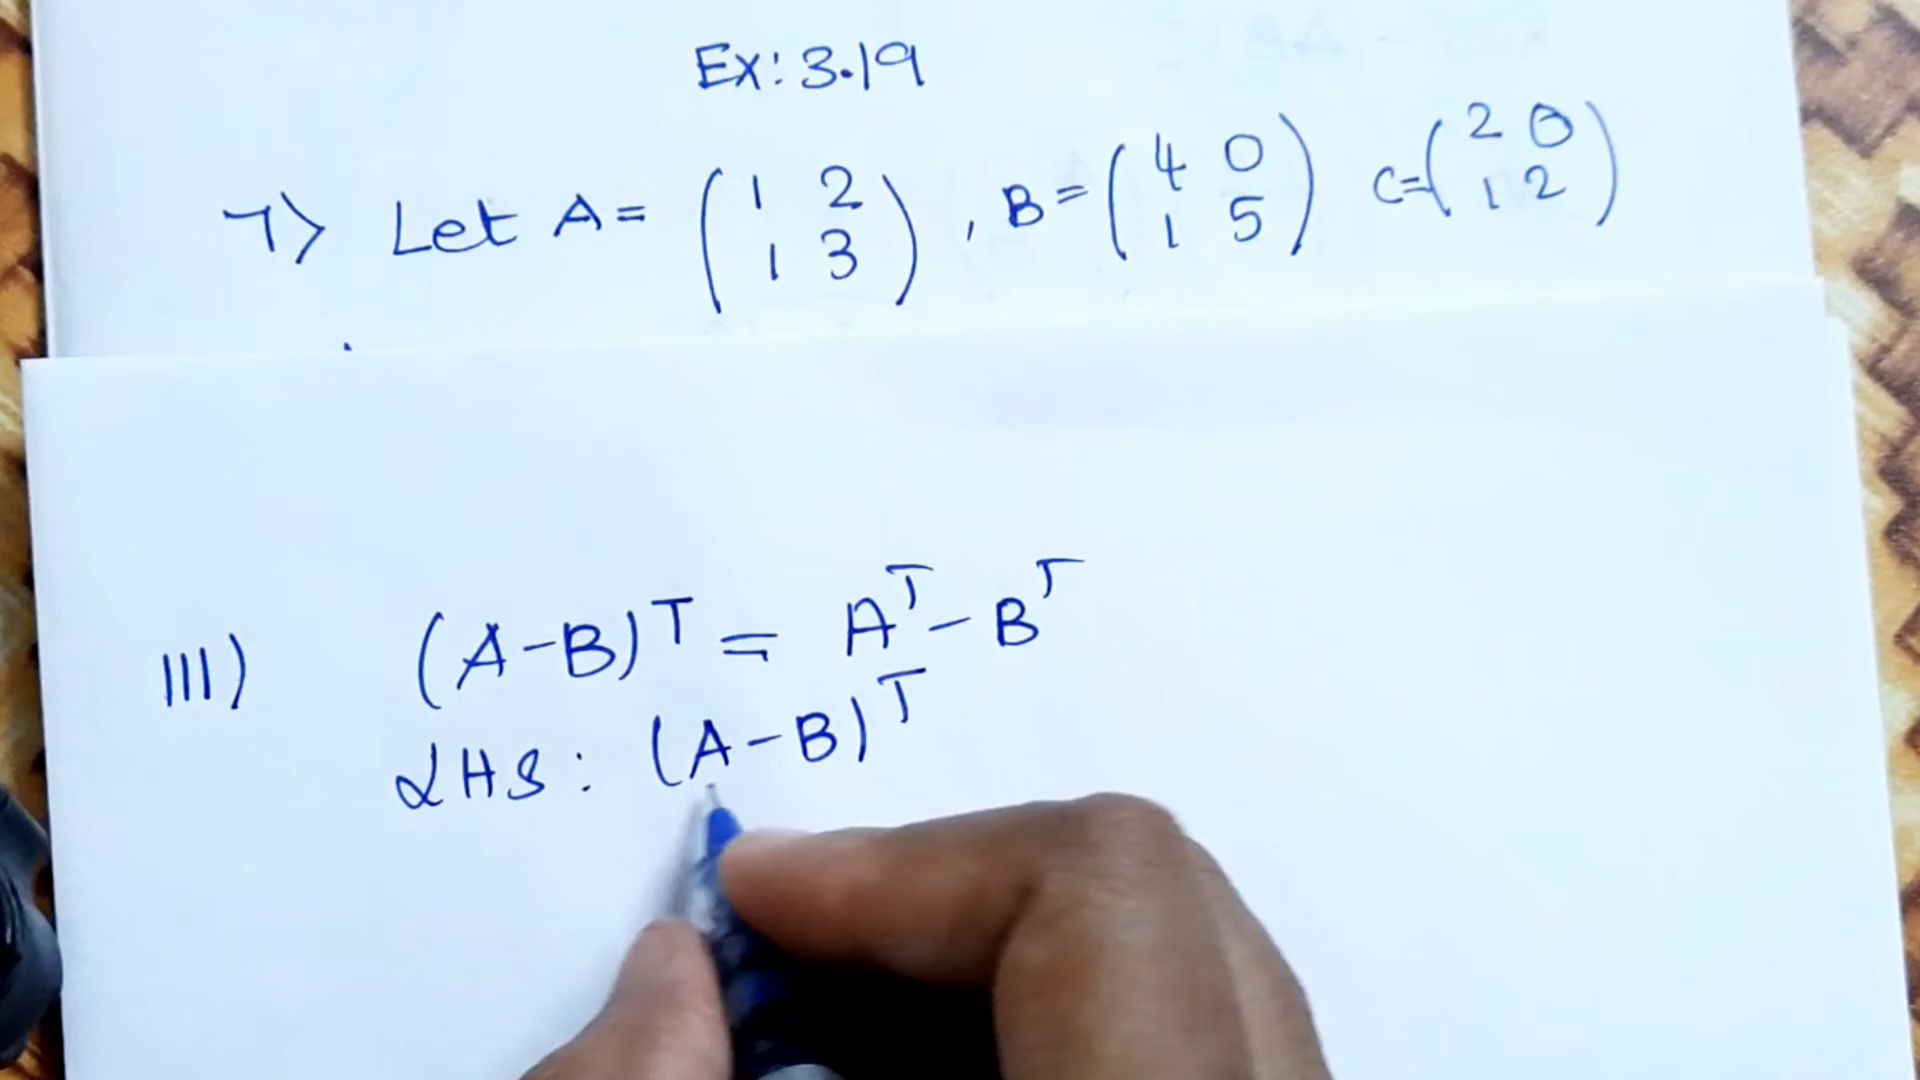 Ex: 3.19
7) Let A = ( 1 2 1 3 ) , B = ( 4 0 1 5 ) C = ( 2 0 1 2 )
III) (A-B)ᵀ = Aᵀ - Bᵀ
LHS : (A-B)ᵀ